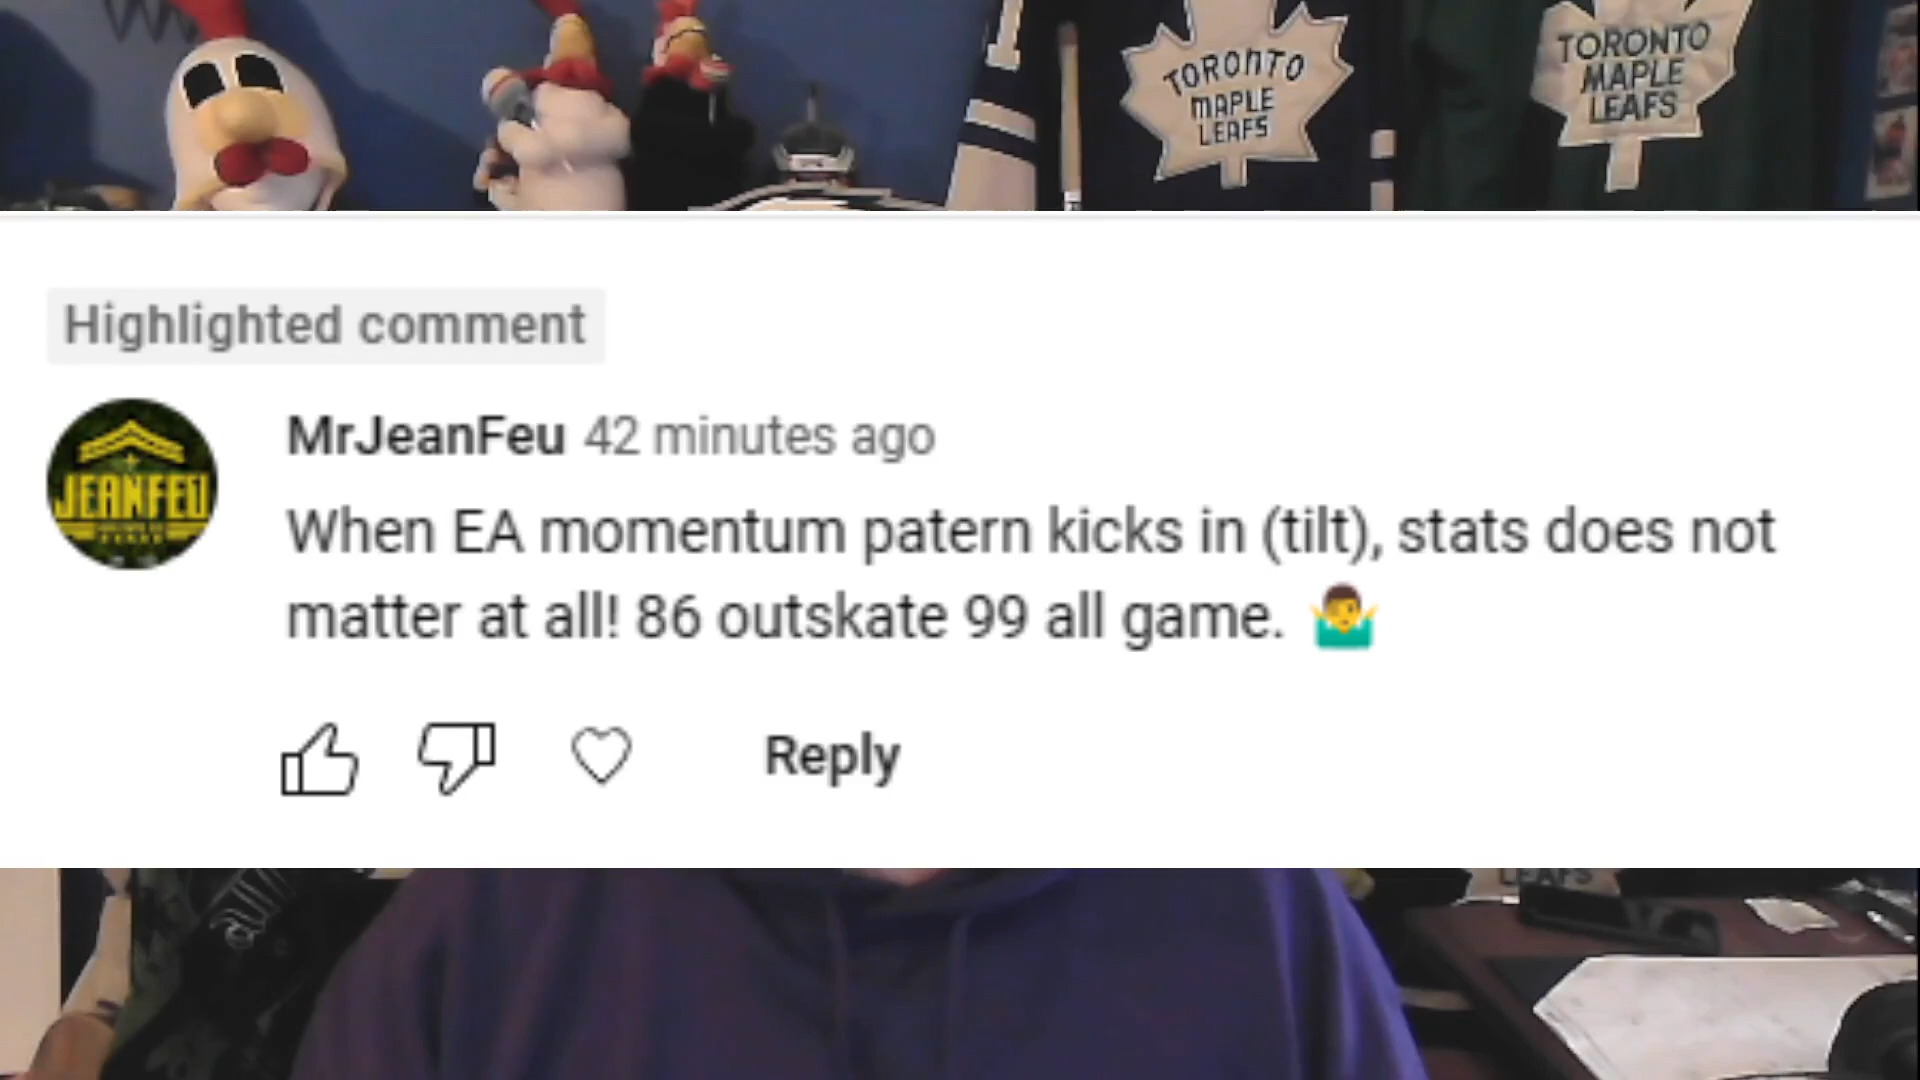 TORONTO
MAPLE
LEAFS
TORONTO
MAPLE
LEAFS
Highlighted comment
JEANFEU
MrJeanFeu 42 minutes ago
When EA momentum patern kicks in (tilt), stats does not
matter at all! 86 outskate 99 all game. 🤷‍♂️
Reply
LEAFS